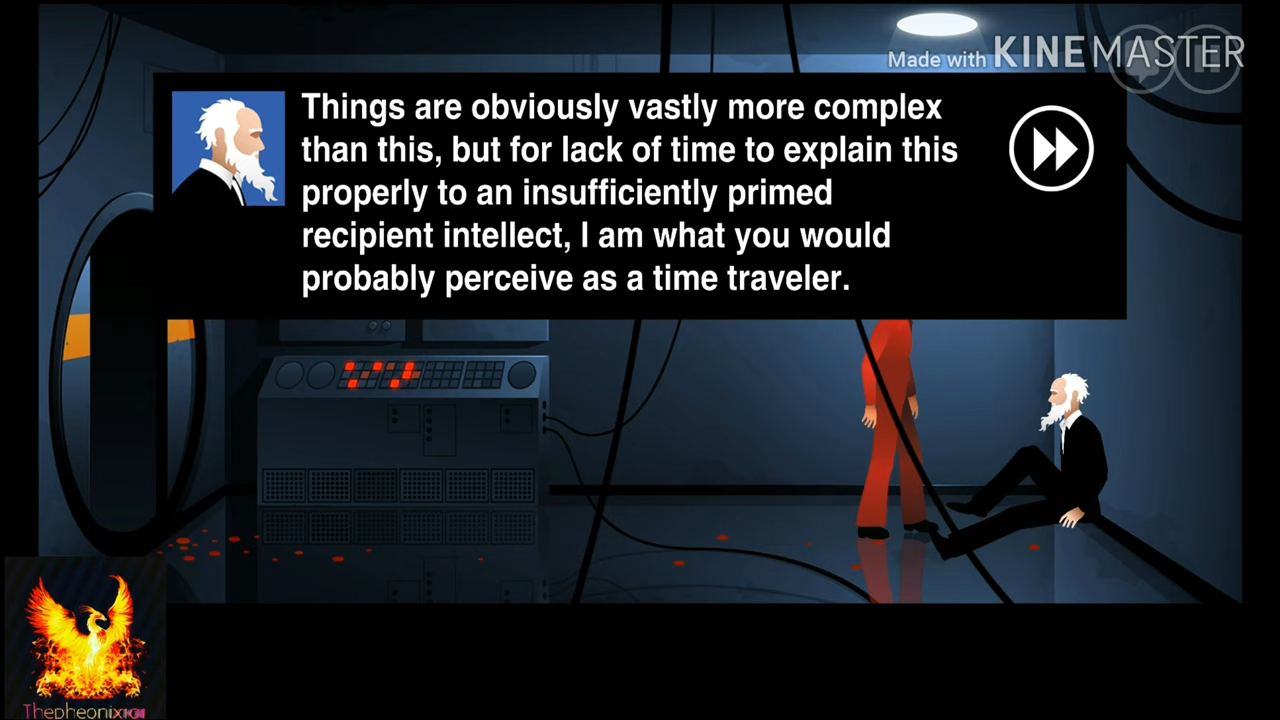 Made with KINEMASTER
Things are obviously vastly more complex
than this, but for lack of time to explain this
properly to an insufficiently primed
recipient intellect, I am what you would
probably perceive as a time traveler.